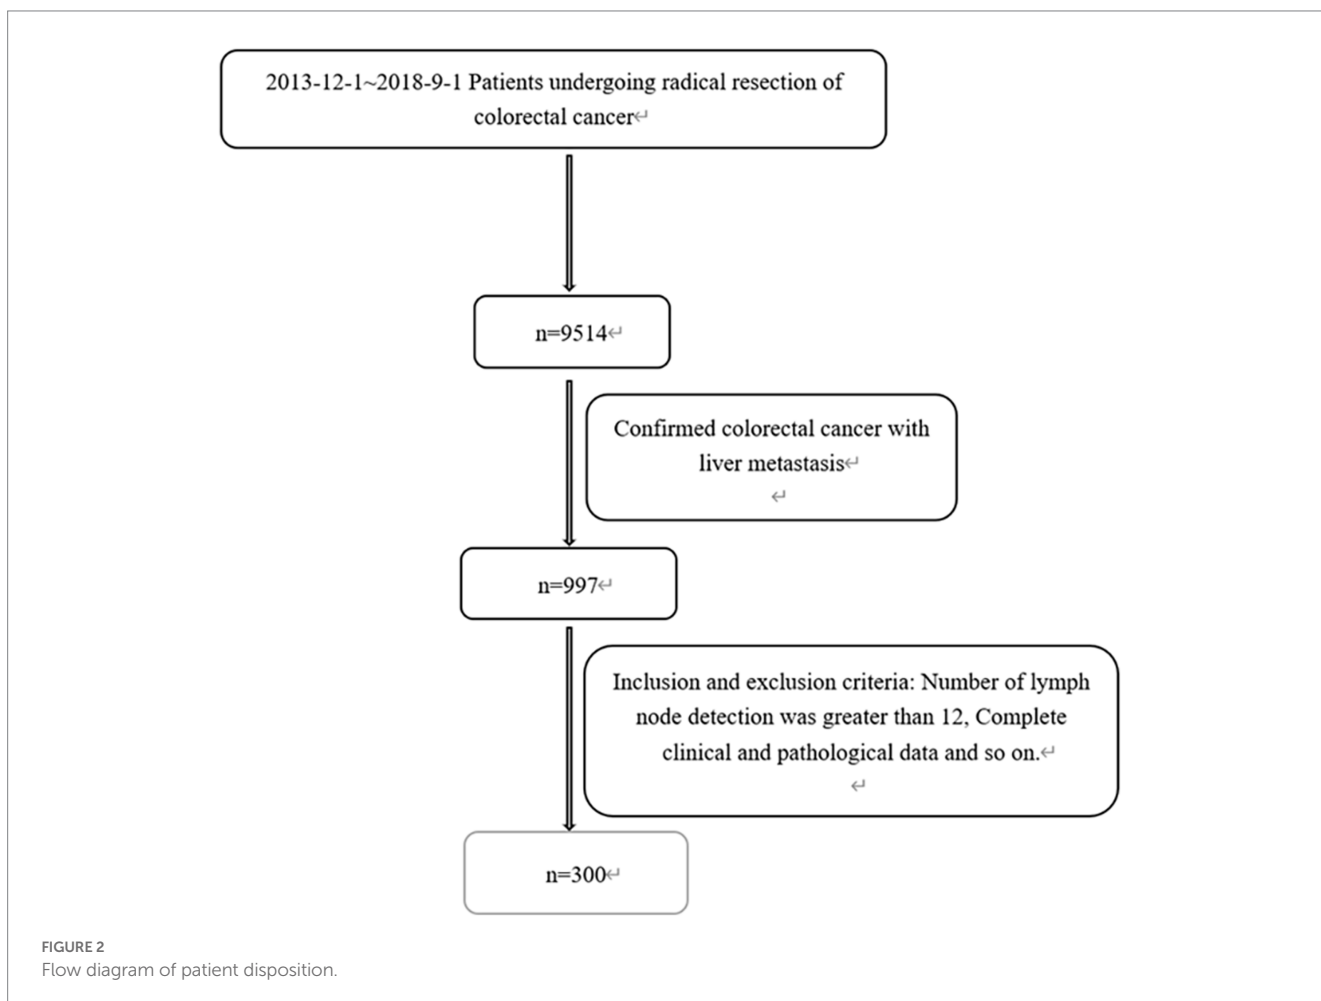 2013-12-1~2018-9-1 Patients undergoing radical resection of
colorectal cancer↵
n=9514↵
Confirmed colorectal cancer with
liver metastasis↵
↵
n=997↵
Inclusion and exclusion criteria: Number of lymph
node detection was greater than 12, Complete
clinical and pathological data and so on.↵
↵
n=300↵
FIGURE 2
Flow diagram of patient disposition.